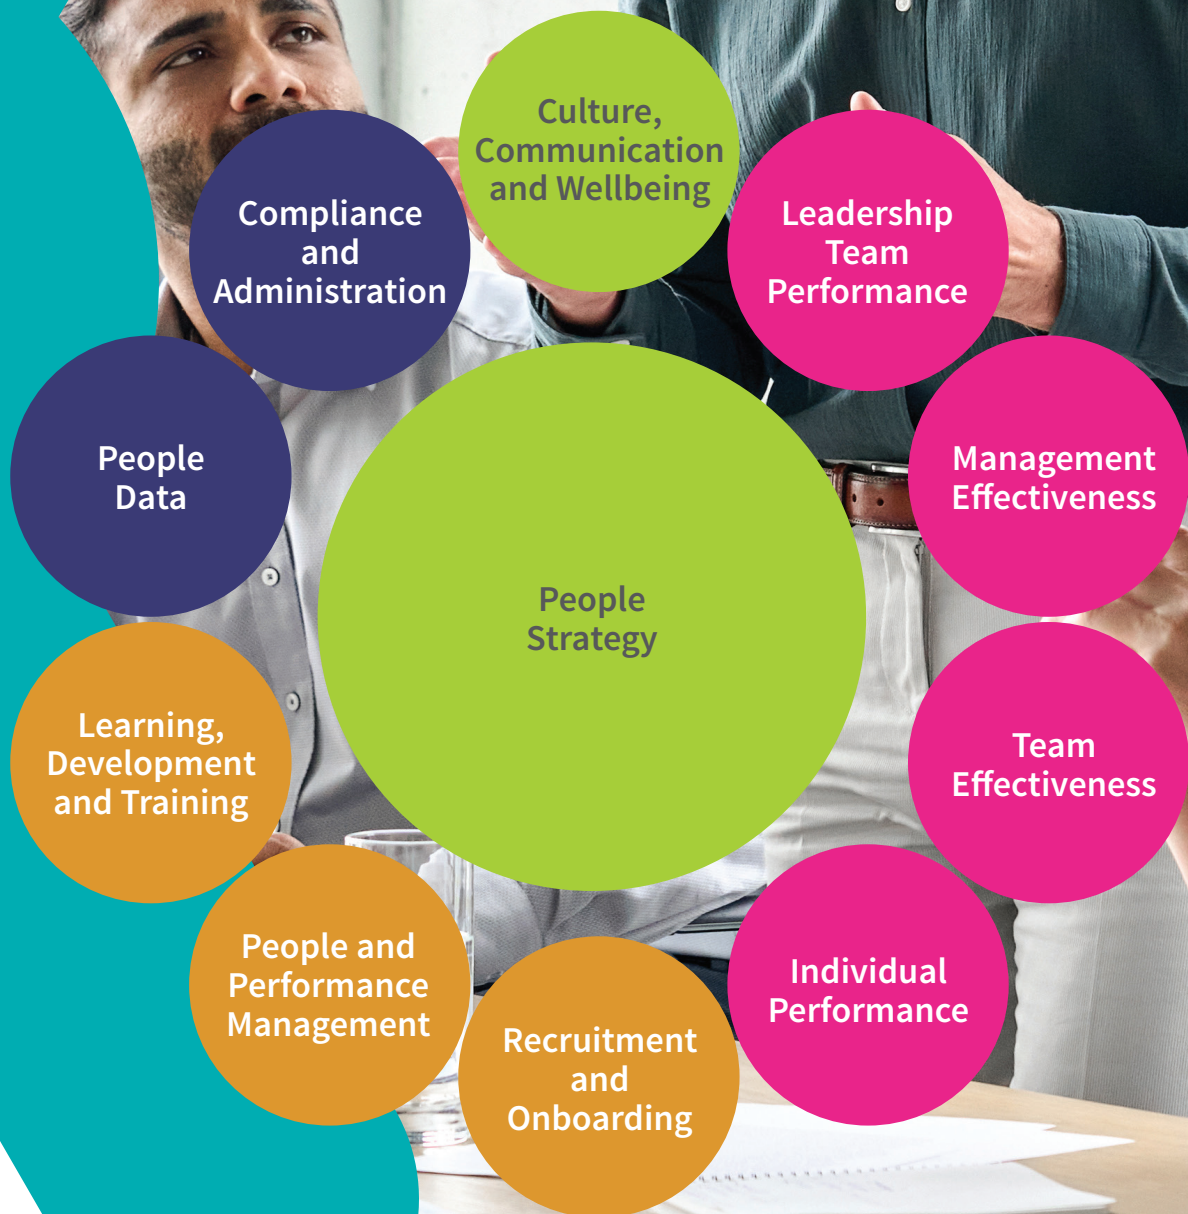 Culture,
Communication
and Wellbeing
Leadership
Team
Performance
Management
Effectiveness
Team
Effectiveness
Individual
Performance
Recruitment
and
Onboarding
People and
Performance
Management
Learning,
Development
and Training
People
Data
Compliance
and
Administration
People
Strategy